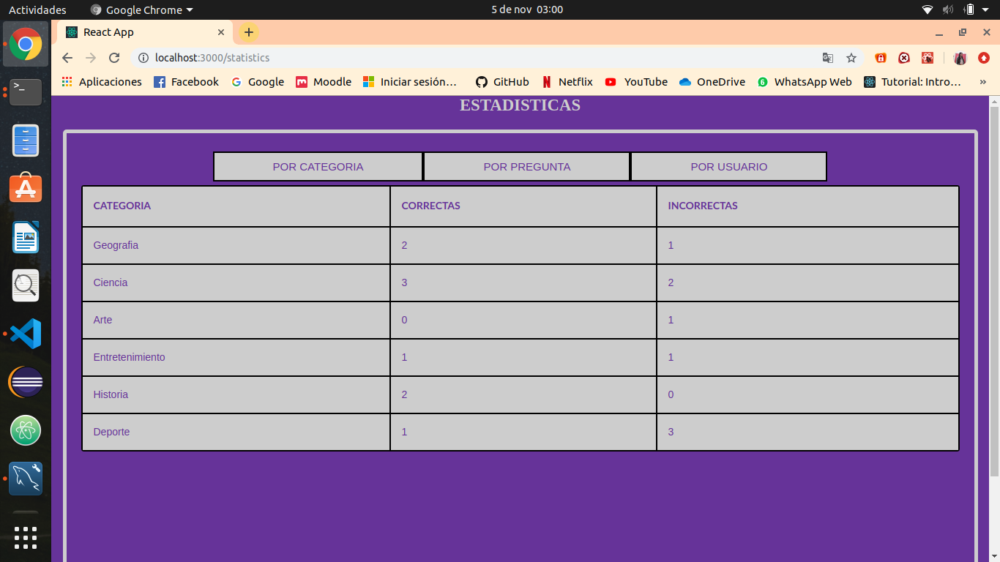 Actividades Google Chrome 5 de nov 03:00
React App
localhost:3000/statistics
Aplicaciones Facebook Google Moodle Iniciar sesión… GitHub Netflix YouTube OneDrive 6 WhatsApp Web Tutorial: Intro… »
ESTADISTICAS
POR CATEGORIA POR PREGUNTA POR USUARIO
CATEGORIA CORRECTAS INCORRECTAS
Geografia 2 1
Ciencia 3 2
Arte 0 1
Entretenimiento 1 1
Historia 2 0
Deporte 1 3